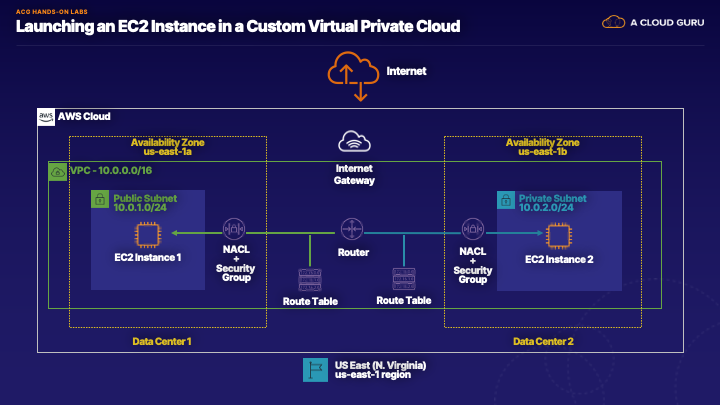 ACG HANDS-ON LABS
Launching an EC2 Instance in a Custom Virtual Private Cloud
A CLOUD GURU
Internet
aws
AWS Cloud
Availability Zone
us-east-1a
Availability Zone
us-east-1b
Internet
Gateway
VPC - 10.0.0.0/16
Public Subnet
10.0.1.0/24
Private Subnet
10.0.2.0/24
EC2 Instance 1
NACL
+
Security
Group
Router
NACL
+
Security
Group
EC2 Instance 2
Route Table
Route Table
Data Center 1
Data Center 2
US East (N. Virginia)
us-east-1 region